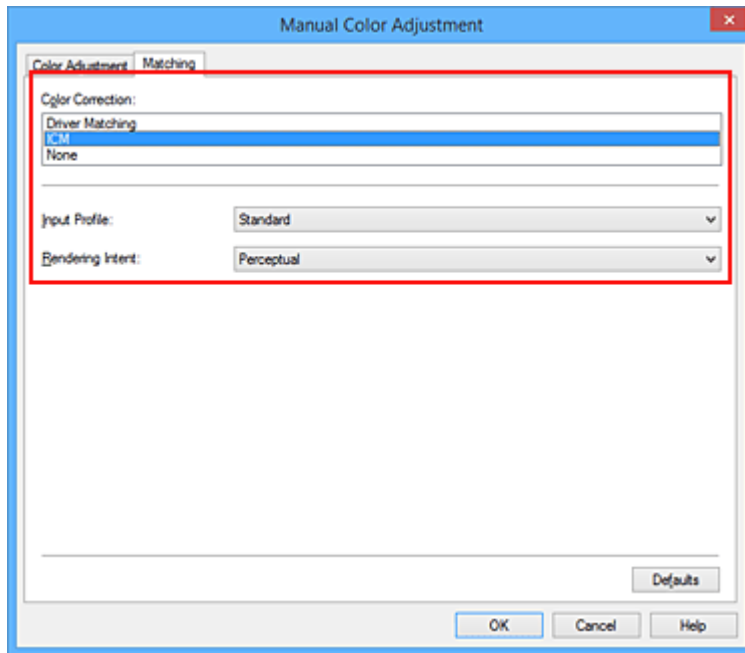 Manual Color Adjustment
Color Adjustment Matching
Color Correction:
Driver Matching
ICM
None
Input Profile: Standard
Rendering Intent: Perceptual
Defaults
OK Cancel Help